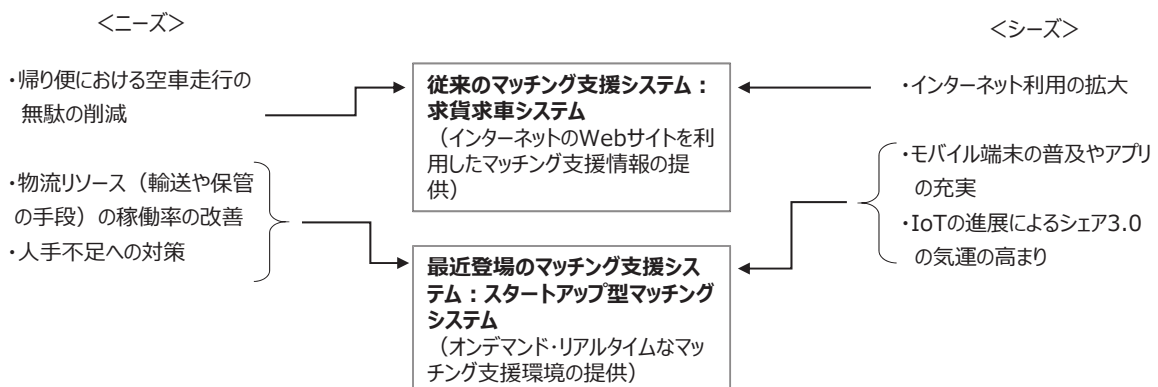 ＜ニーズ＞
・帰り便における空車走行の
無駄の削減
・物流リソース（輸送や保管
の手段）の稼働率の改善
・人手不足への対策
従来のマッチング支援システム：
求貨求車システム
（インターネットのWebサイトを利
用したマッチング支援情報の提
供）
最近登場のマッチング支援シス
テム：スタートアップ型マッチング
システム
（オンデマンド・リアルタイムなマッ
チング支援環境の提供）
＜シーズ＞
・インターネット利用の拡大
・モバイル端末の普及やアプリ
の充実
・IoTの進展によるシェア3.0
の気運の高まり